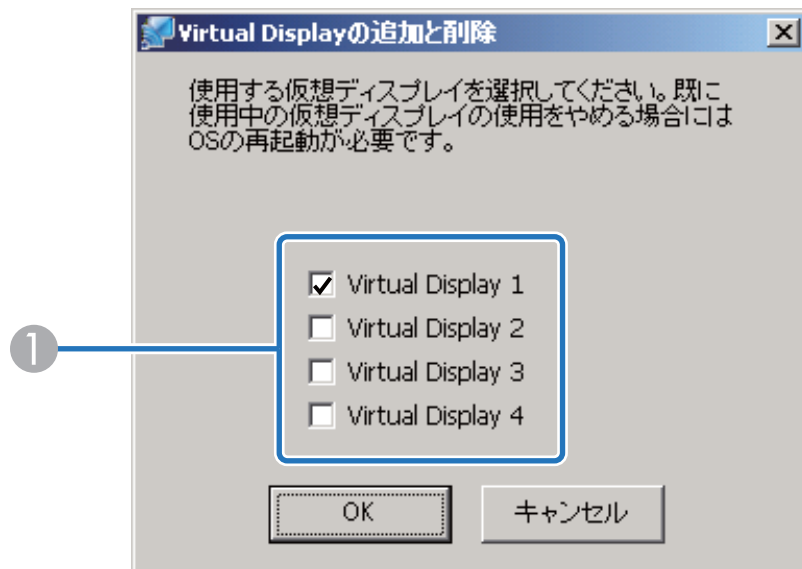 Virtual Displayの追加と削除
使用する仮想ディスプレイを選択してください。既に
使用中の仮想ディスプレイの使用をやめる場合には
OSの再起動が必要です。
Virtual Display 1
Virtual Display 2
1
Virtual Display 3
Virtual Display 4
OK
キャンセル